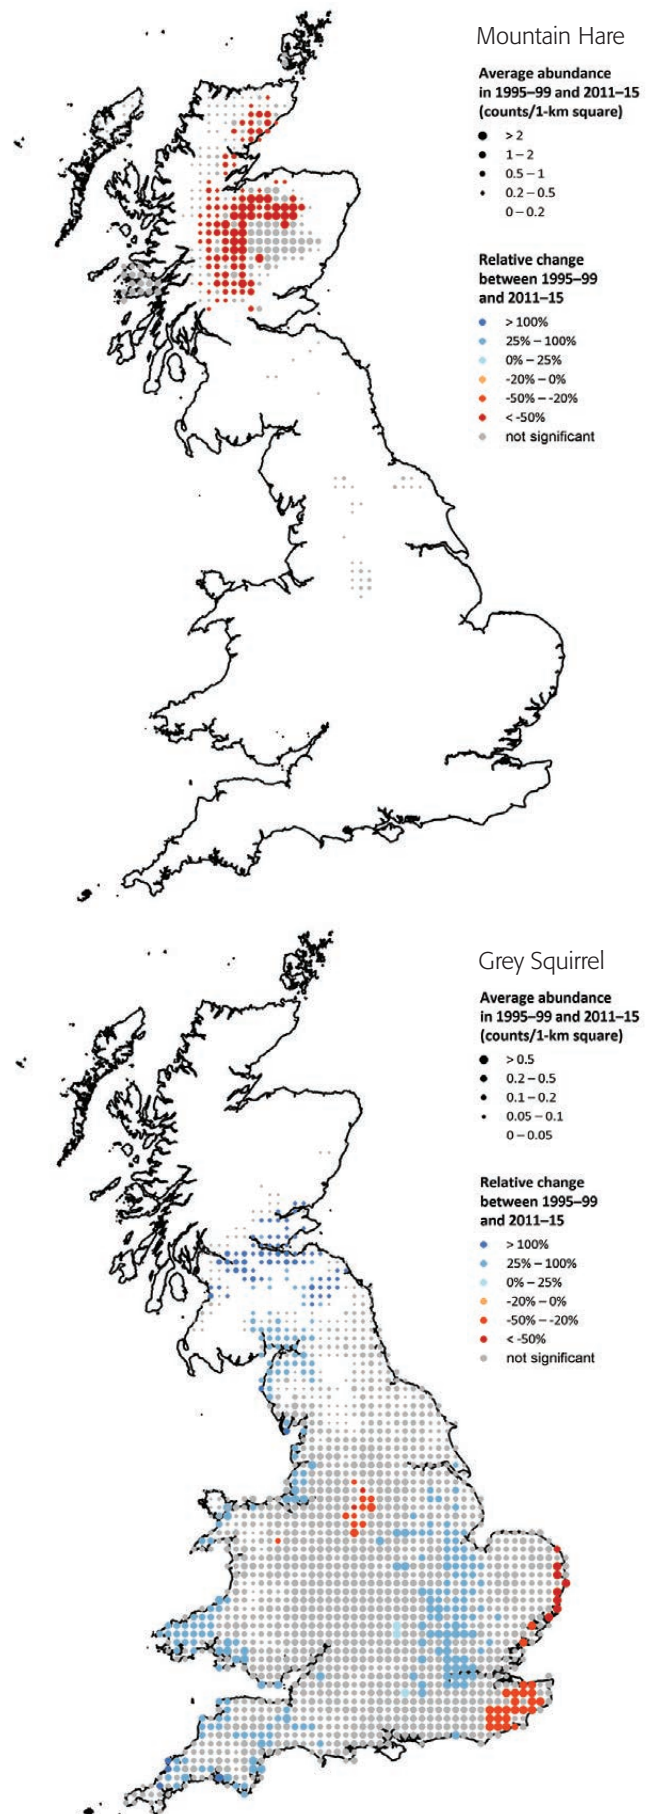 Mountain Hare
Average abundance
in 1995–99 and 2011–15
(counts/1-km square)
> 2
1 – 2
0.5 – 1
0.2 – 0.5
0 – 0.2
Relative change
between 1995–99
and 2011–15
> 100%
25% – 100%
0% – 25%
-20% – 0%
-50% – -20%
< -50%
not significant
Grey Squirrel
Average abundance
in 1995–99 and 2011–15
(counts/1-km square)
> 0.5
0.2 – 0.5
0.1 – 0.2
0.05 – 0.1
0 – 0.05
Relative change
between 1995–99
and 2011–15
> 100%
25% – 100%
0% – 25%
-20% – 0%
-50% – -20%
< -50%
not significant